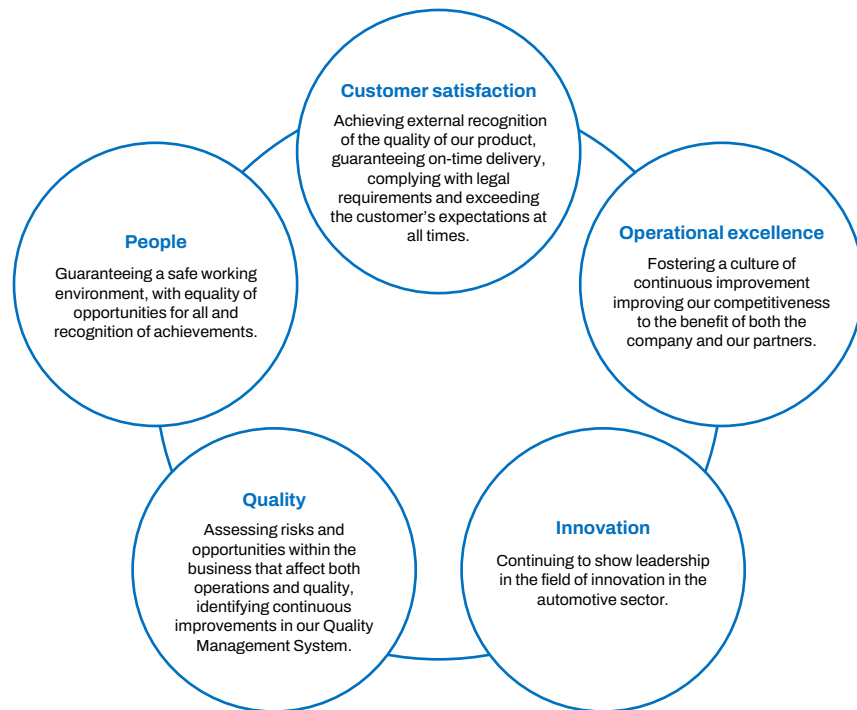 Customer satisfaction
Achieving external recognition
of the quality of our product,
guaranteeing on-time delivery,
complying with legal
requirements and exceeding
the customer’s expectations at
all times.
People
Guaranteeing a safe working
environment, with equality of
opportunities for all and
recognition of achievements.
Operational excellence
Fostering a culture of
continuous improvement
improving our competitiveness
to the benefit of both the
company and our partners.
Quality
Assessing risks and
opportunities within the
business that affect both
operations and quality,
identifying continuous
improvements in our Quality
Management System.
Innovation
Continuing to show leadership
in the field of innovation in the
automotive sector.